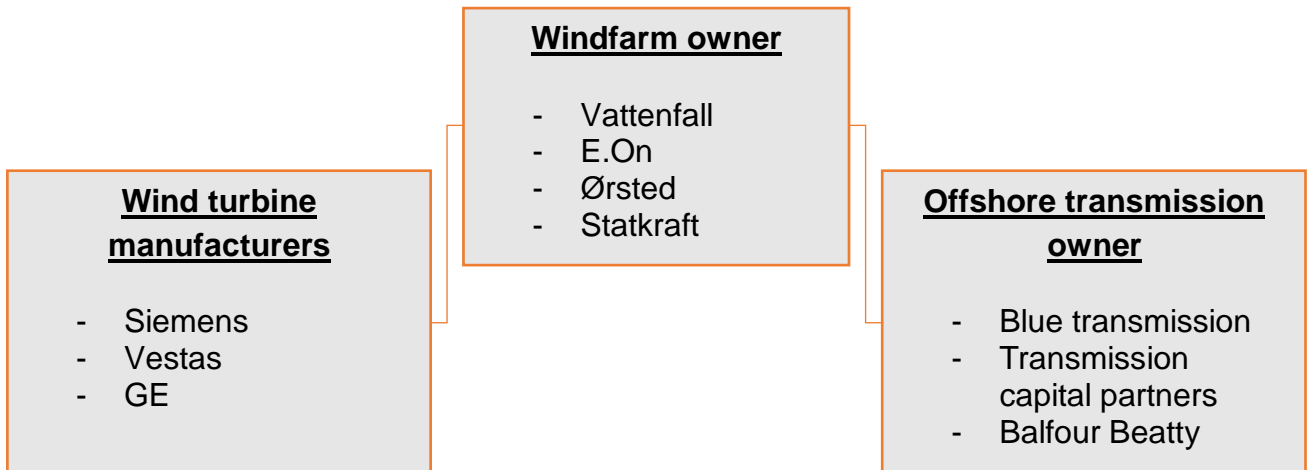 Windfarm owner
- Vattenfall
- E.On
- Ørsted
- Statkraft
Wind turbine
manufacturers
- Siemens
- Vestas
- GE
Offshore transmission
owner
- Blue transmission
- Transmission
capital partners
- Balfour Beatty